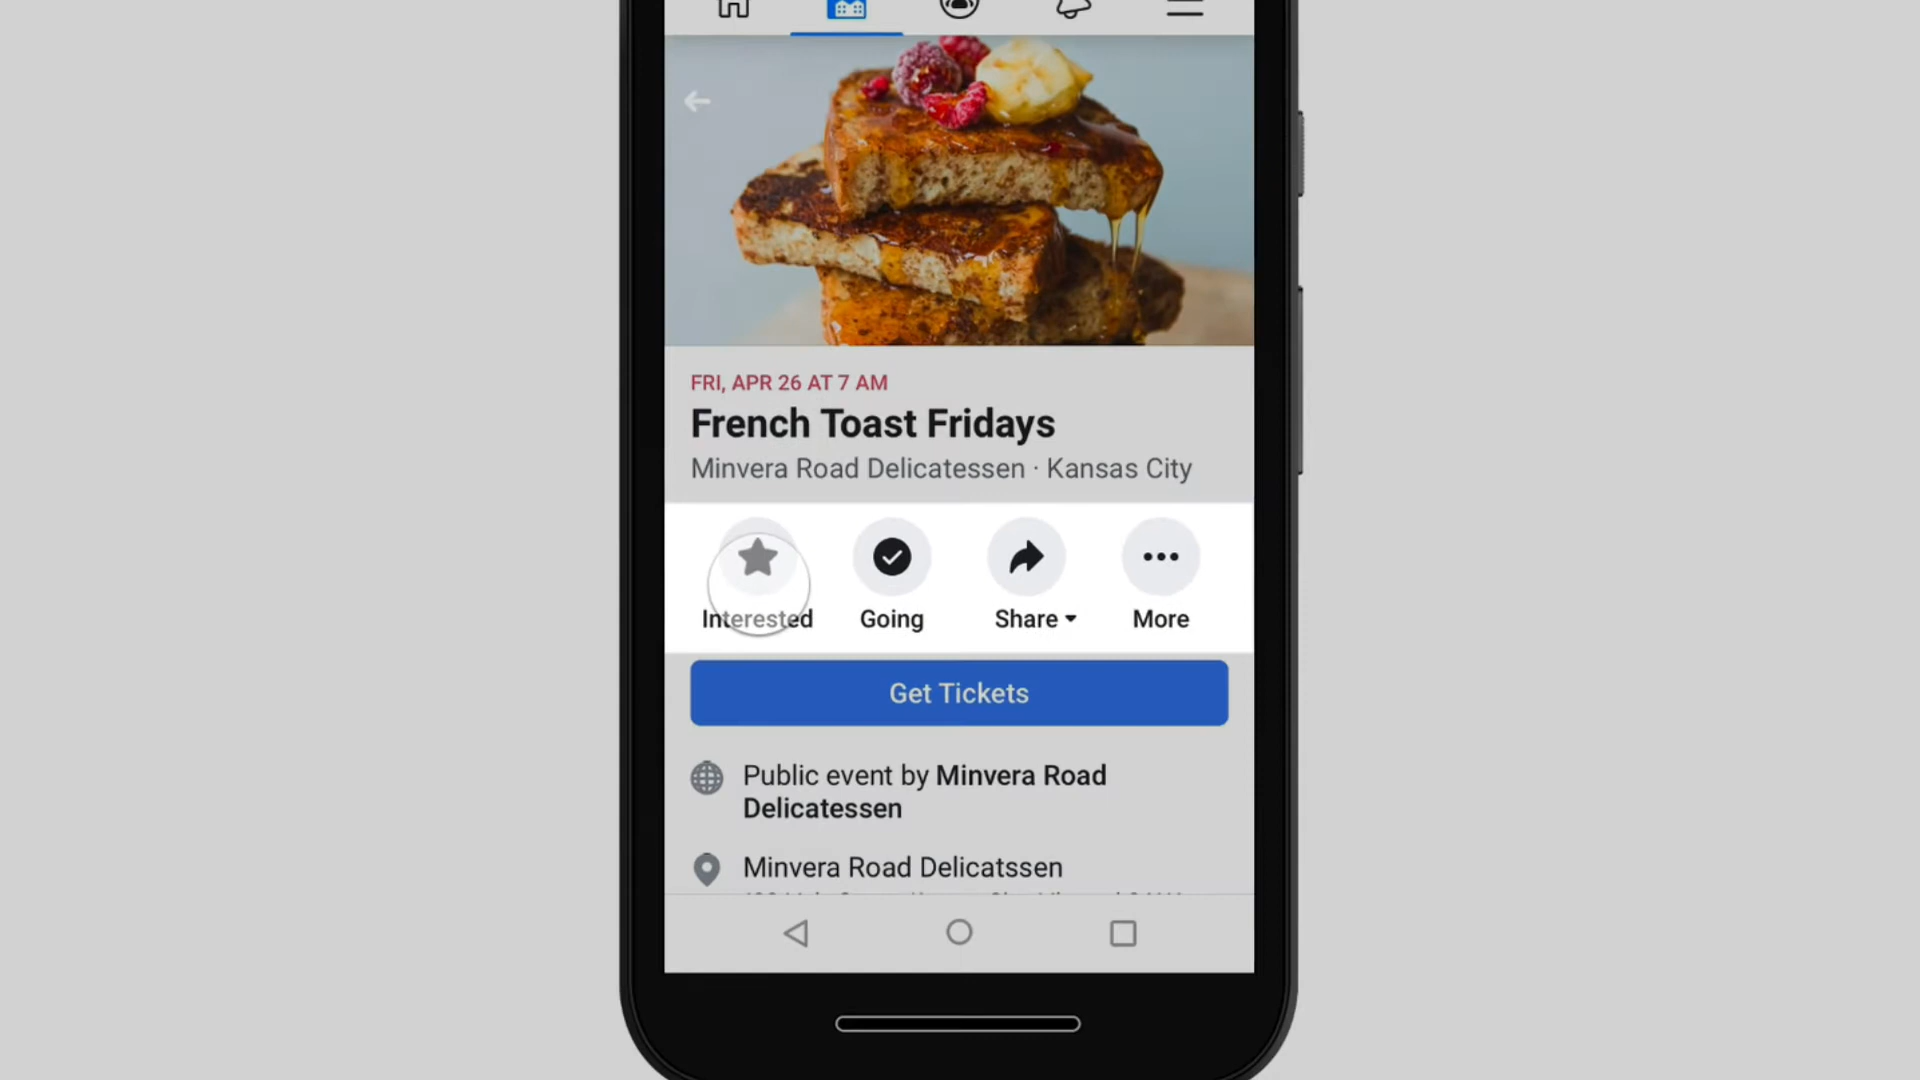 FRI, APR 26 AT 7 AM
French Toast Fridays
Minvera Road Delicatessen · Kansas City
Interested Going Share More
Get Tickets
Public event by Minvera Road
Delicatessen
Minvera Road Delicatssen